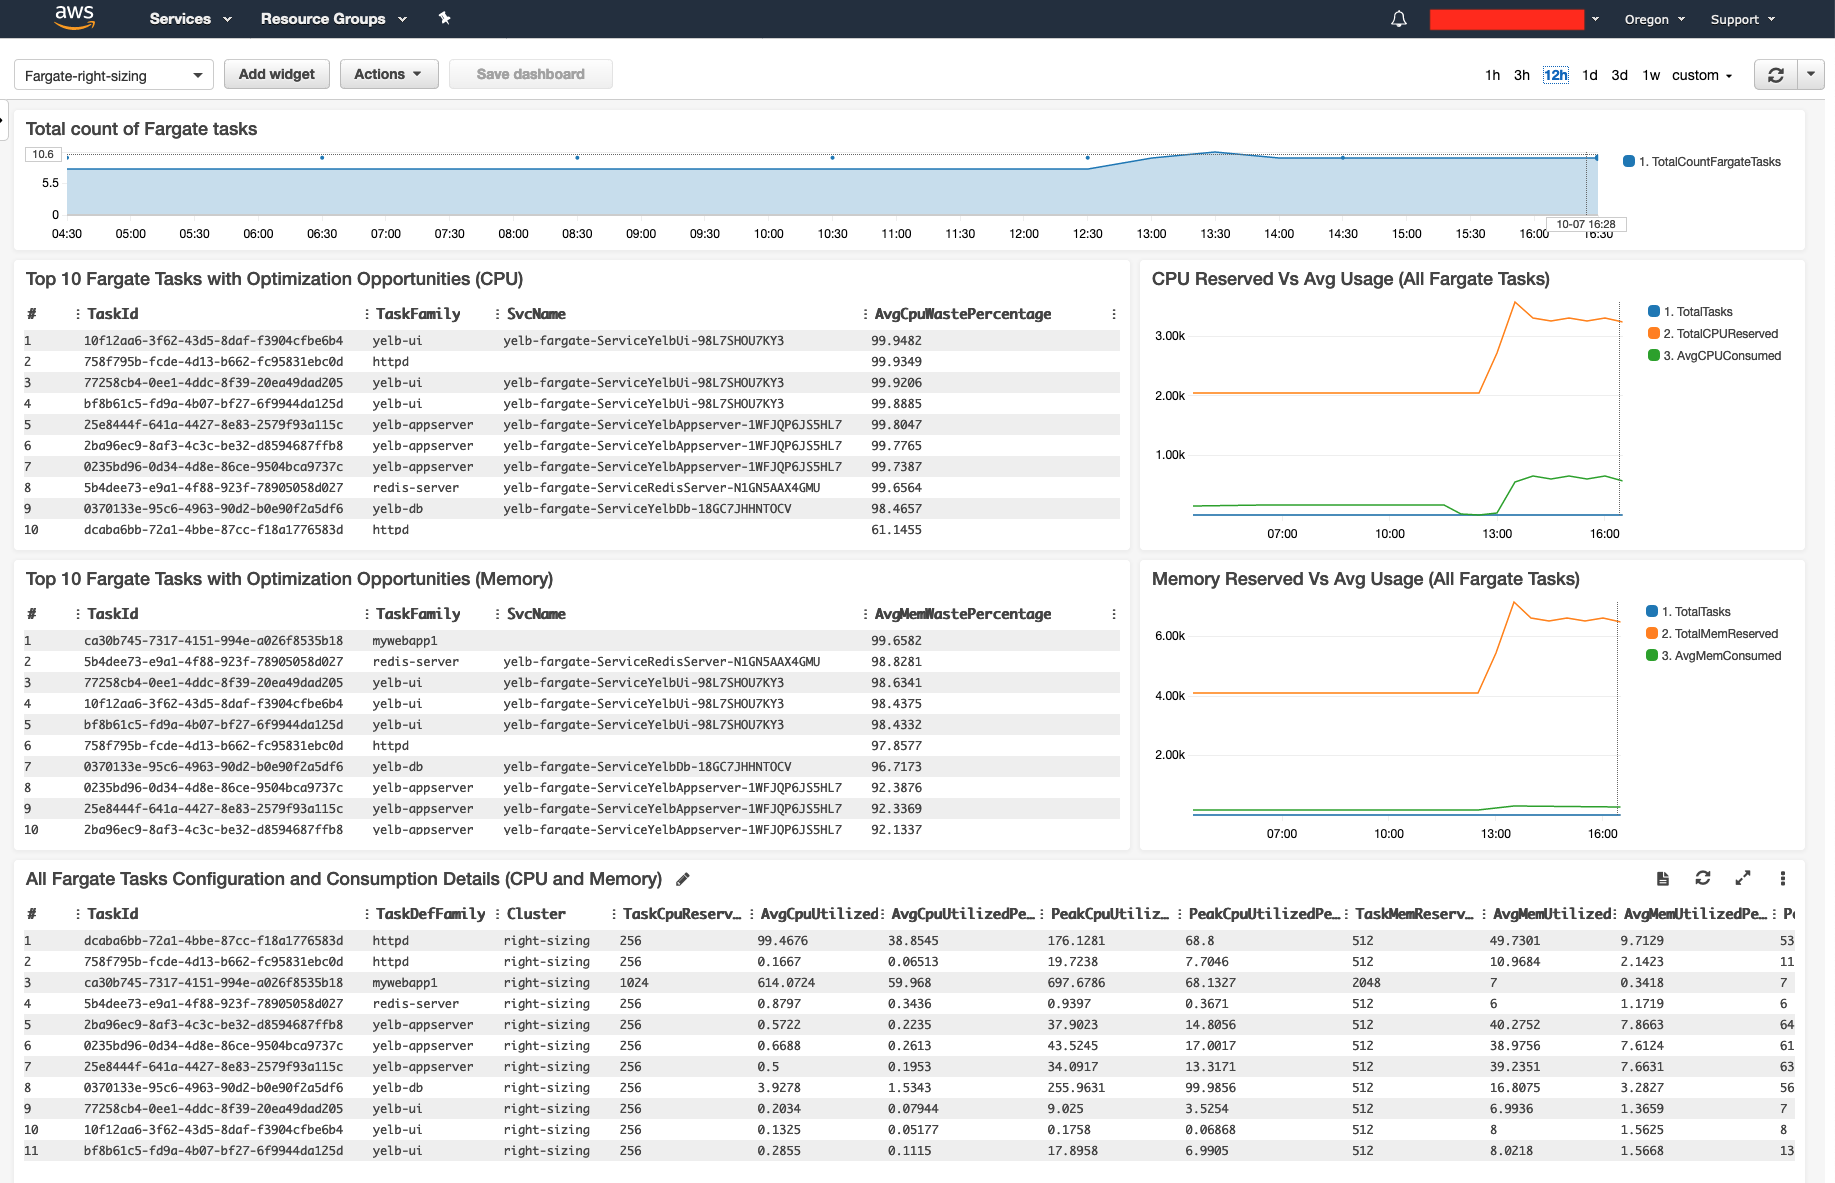 aws Services Resource Groups Oregon Support
Fargate-right-sizing Add widget Actions Save dashboard 1h 3h 12h 1d 3d 1w custom
Total count of Fargate tasks
10.6
5.5
0
04:30 05:00 05:30 06:00 06:30 07:00 07:30 08:00 08:30 09:00 09:30 10:00 10:30 11:00 11:30 12:00 12:30 13:00 13:30 14:00 14:30 15:00 15:30 16:00 16:30
10-07 16:28
1. TotalCountFargateTasks
Top 10 Fargate Tasks with Optimization Opportunities (CPU)
# TaskId TaskFamily SvcName AvgCpuWastePercentage
1 10f12aa6-3f62-43d5-8daf-f3904cfbe6b4 yelb-ui yelb-fargate-ServiceYelbUi-98L7SHOU7KY3 99.9482
2 758f795b-fcde-4d13-b662-fc95831ebc0d httpd 99.9349
3 77258cb4-0ee1-4ddc-8f39-20ea49dad205 yelb-ui yelb-fargate-ServiceYelbUi-98L7SHOU7KY3 99.9206
4 bf8b61c5-fd9a-4b07-bf27-6f9944da125d yelb-ui yelb-fargate-ServiceYelbUi-98L7SHOU7KY3 99.8885
5 25e8444f-641a-4427-8e83-2579f93a115c yelb-appserver yelb-fargate-ServiceYelbAppserver-1WFJQP6JS5HL7 99.8047
6 2ba96ec9-8af3-4c3c-be32-d8594687ffb8 yelb-appserver yelb-fargate-ServiceYelbAppserver-1WFJQP6JS5HL7 99.7765
7 0235bd96-0d34-4d8e-86ce-9504bca9737c yelb-appserver yelb-fargate-ServiceYelbAppserver-1WFJQP6JS5HL7 99.7387
8 5b4dee73-e9a1-4f88-923f-78905058d027 redis-server yelb-fargate-ServiceRedisServer-N1GN5AAX4GMU 99.6564
9 0370133e-95c6-4963-90d2-b0e90f2a5df6 yelb-db yelb-fargate-ServiceYelbDb-18GC7JHHNTOCV 98.4657
10 dcaba6bb-72a1-4bbe-87cc-f18a1776583d httpd 61.1455
CPU Reserved Vs Avg Usage (All Fargate Tasks)
3.00k
2.00k
1.00k
07:00 10:00 13:00 16:00
1. TotalTasks
2. TotalCPUReserved
3. AvgCPUConsumed
Top 10 Fargate Tasks with Optimization Opportunities (Memory)
# TaskId TaskFamily SvcName AvgMemWastePercentage
1 ca30b745-7317-4151-994e-a026f8535b18 mywebapp1 99.6582
2 5b4dee73-e9a1-4f88-923f-78905058d027 redis-server yelb-fargate-ServiceRedisServer-N1GN5AAX4GMU 98.8281
3 77258cb4-0ee1-4ddc-8f39-20ea49dad205 yelb-ui yelb-fargate-ServiceYelbUi-98L7SHOU7KY3 98.6341
4 10f12aa6-3f62-43d5-8daf-f3904cfbe6b4 yelb-ui yelb-fargate-ServiceYelbUi-98L7SHOU7KY3 98.4375
5 bf8b61c5-fd9a-4b07-bf27-6f9944da125d yelb-ui yelb-fargate-ServiceYelbUi-98L7SHOU7KY3 98.4332
6 758f795b-fcde-4d13-b662-fc95831ebc0d httpd 97.8577
7 0370133e-95c6-4963-90d2-b0e90f2a5df6 yelb-db yelb-fargate-ServiceYelbDb-18GC7JHHNTOCV 96.7173
8 0235bd96-0d34-4d8e-86ce-9504bca9737c yelb-appserver yelb-fargate-ServiceYelbAppserver-1WFJQP6JS5HL7 92.3876
9 25e8444f-641a-4427-8e83-2579f93a115c yelb-appserver yelb-fargate-ServiceYelbAppserver-1WFJQP6JS5HL7 92.3369
10 2ba96ec9-8af3-4c3c-be32-d8594687ffb8 yelb-appserver yelb-fargate-ServiceYelbAppserver-1WFJQP6JS5HL7 92.1337
Memory Reserved Vs Avg Usage (All Fargate Tasks)
6.00k
4.00k
2.00k
07:00 10:00 13:00 16:00
1. TotalTasks
2. TotalMemReserved
3. AvgMemConsumed
All Fargate Tasks Configuration and Consumption Details (CPU and Memory)
# TaskId TaskDefFamily Cluster TaskCpuReserv... AvgCpuUtilized AvgCpuUtilizedPe... PeakCpuUtiliz... PeakCpuUtilizedPe... TaskMemReserv... AvgMemUtilized AvgMemUtilizedPe...
1 dcaba6bb-72a1-4bbe-87cc-f18a1776583d httpd right-sizing 256 99.4676 38.8545 176.1281 68.8 512 49.7301 9.7129 53
2 758f795b-fcde-4d13-b662-fc95831ebc0d httpd right-sizing 256 0.1667 0.06513 19.7238 7.7046 512 10.9684 2.1423 11
3 ca30b745-7317-4151-994e-a026f8535b18 mywebapp1 right-sizing 1024 614.0724 59.968 697.6786 68.1327 2048 7 0.3418 7
4 5b4dee73-e9a1-4f88-923f-78905058d027 redis-server right-sizing 256 0.8797 0.3436 0.9397 0.3671 512 6 1.1719 6
5 2ba96ec9-8af3-4c3c-be32-d8594687ffb8 yelb-appserver right-sizing 256 0.5722 0.2235 37.9023 14.8056 512 40.2752 7.8663 64
6 0235bd96-0d34-4d8e-86ce-9504bca9737c yelb-appserver right-sizing 256 0.6688 0.2613 43.5245 17.0017 512 38.9756 7.6124 61
7 25e8444f-641a-4427-8e83-2579f93a115c yelb-appserver right-sizing 256 0.5 0.1953 34.0917 13.3171 512 39.2351 7.6631 63
8 0370133e-95c6-4963-90d2-b0e90f2a5df6 yelb-db right-sizing 256 3.9278 1.5343 255.9631 99.9856 512 16.8075 3.2827 56
9 77258cb4-0ee1-4ddc-8f39-20ea49dad205 yelb-ui right-sizing 256 0.2034 0.07944 9.025 3.5254 512 6.9936 1.3659 7
10 10f12aa6-3f62-43d5-8daf-f3904cfbe6b4 yelb-ui right-sizing 256 0.1325 0.05177 0.1758 0.06868 512 8 1.5625 8
11 bf8b61c5-fd9a-4b07-bf27-6f9944da125d yelb-ui right-sizing 256 0.2855 0.1115 17.8958 6.9905 512 8.0218 1.5668 13